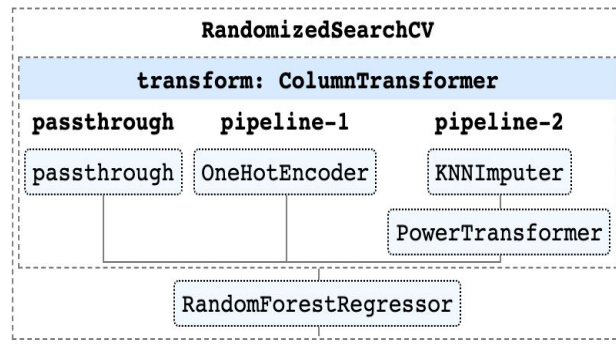 RandomizedSearchCV
transform: ColumnTransformer
passthrough pipeline-1 pipeline-2
passthrough OneHotEncoder KNNImputer
PowerTransformer
RandomForestRegressor